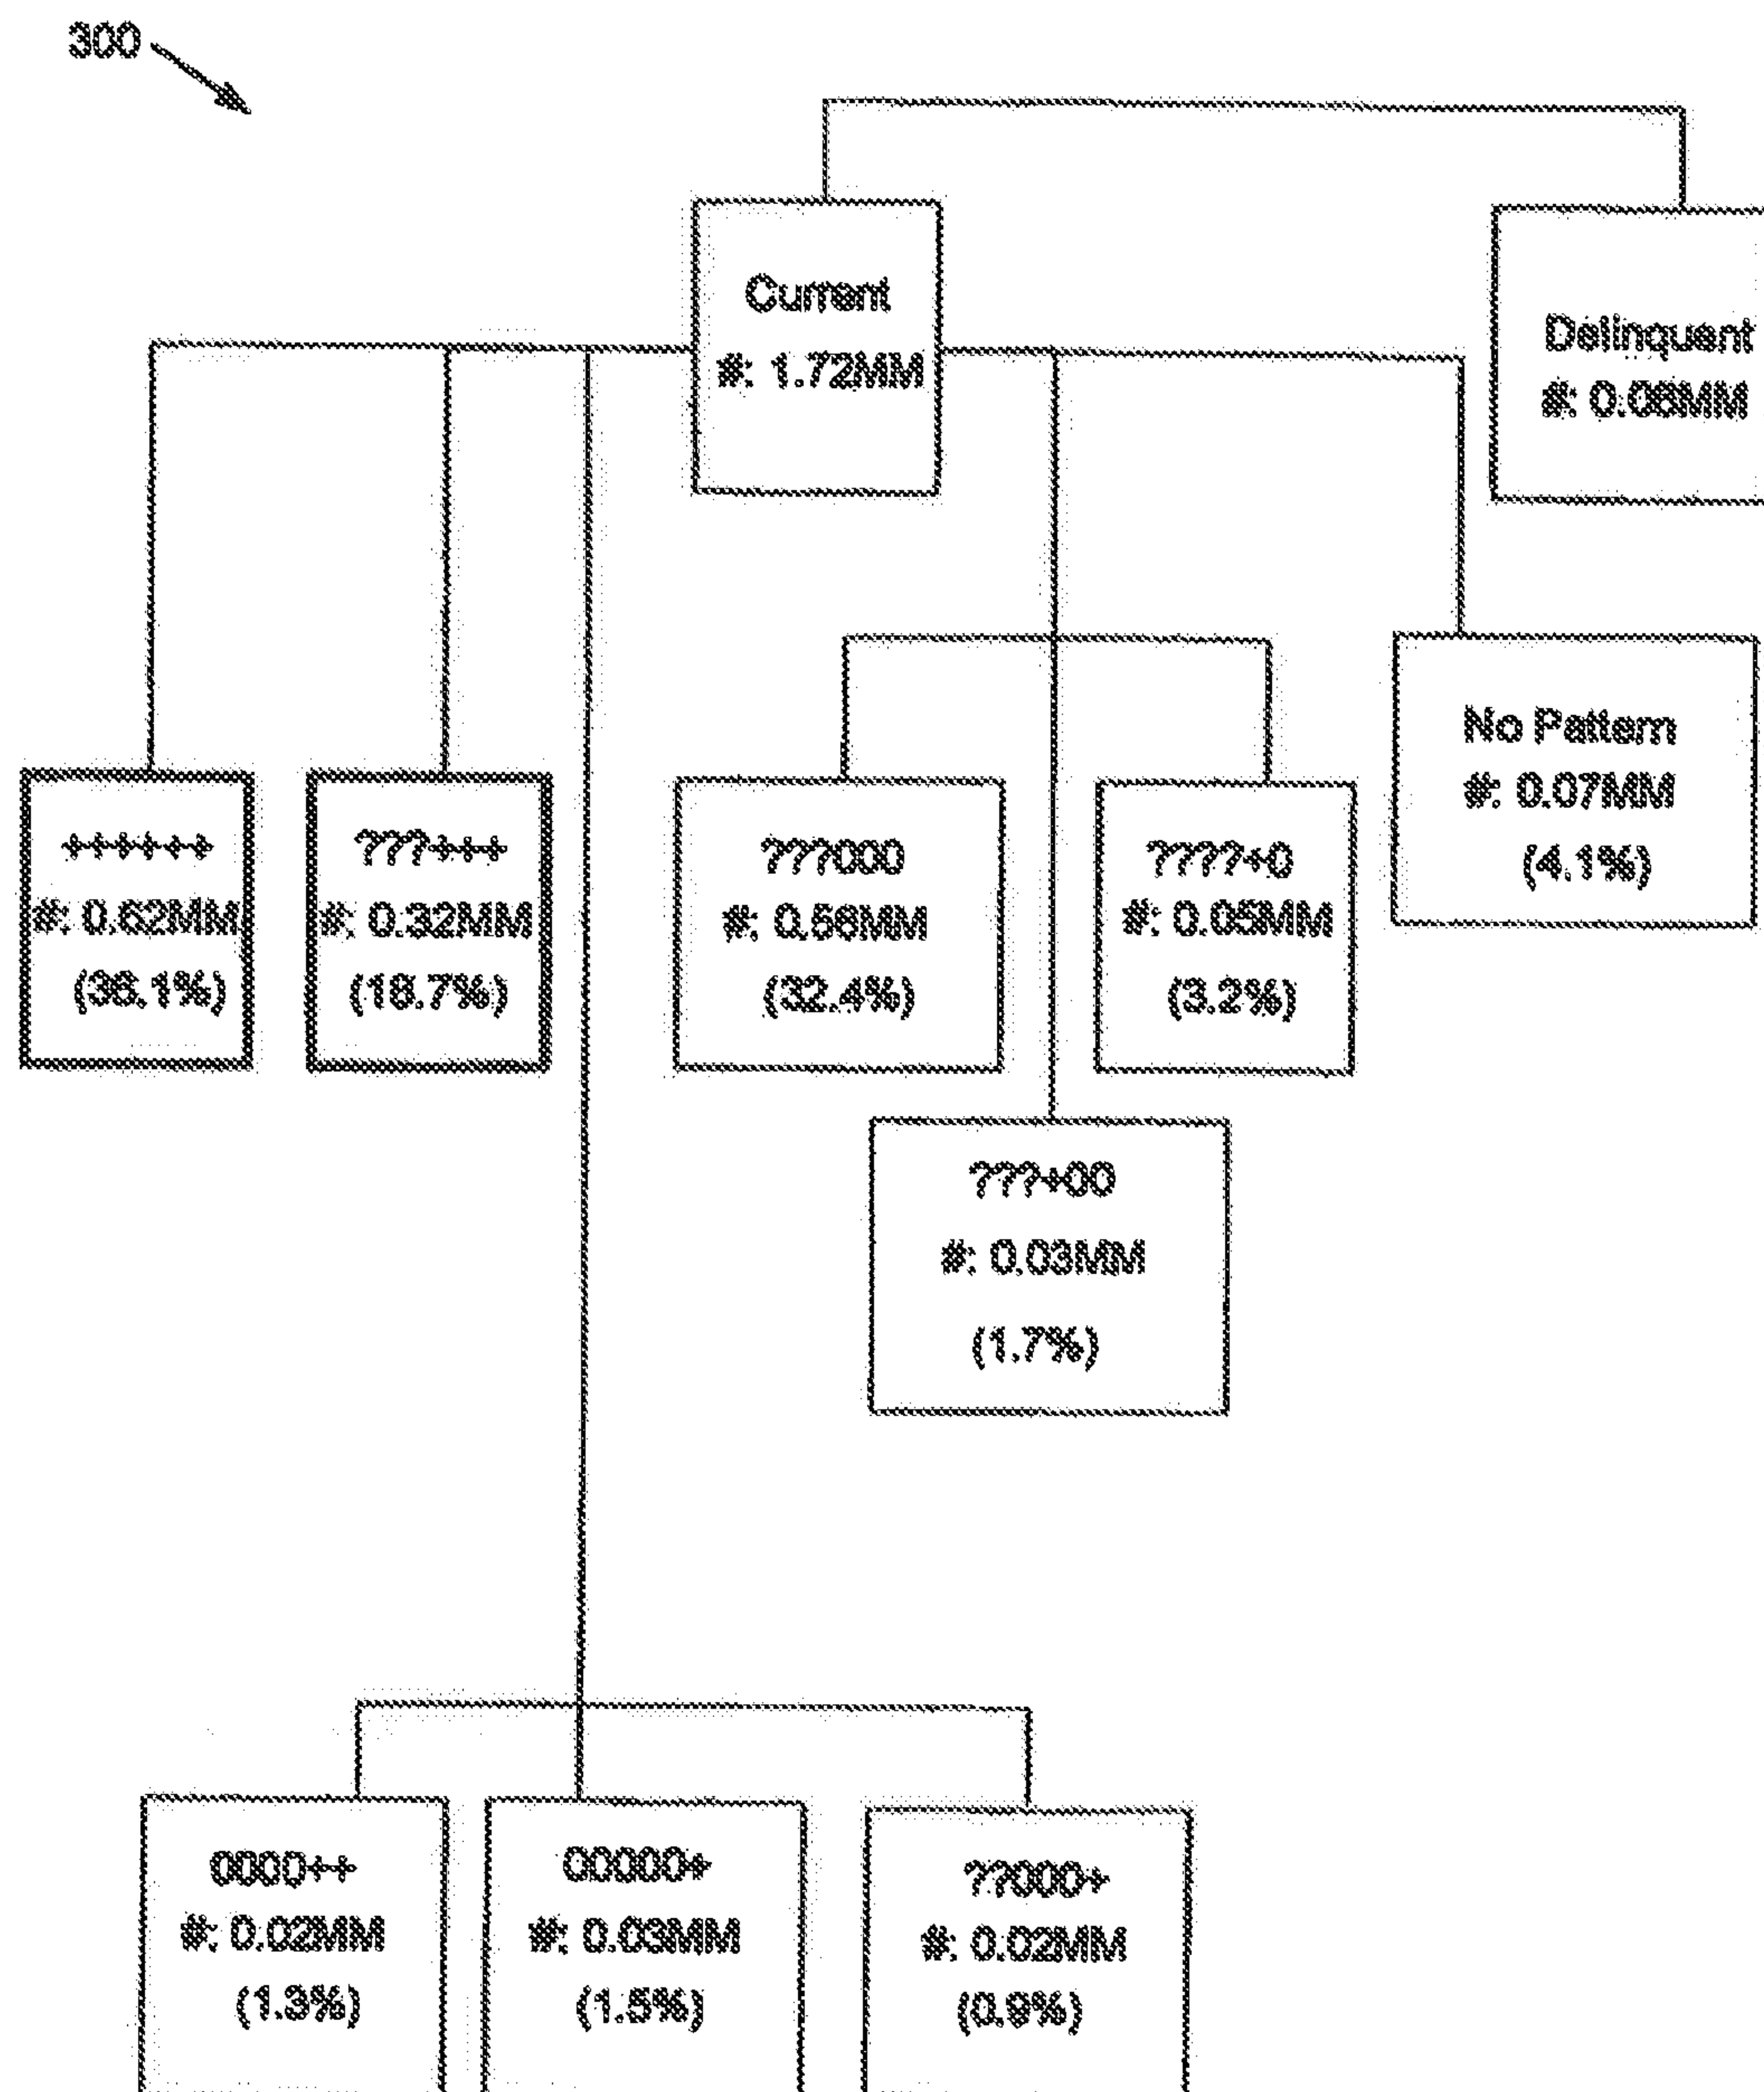 300
Current
#: 1.72MM
Delinquent
#:
No Pattern
#: 0.07MM
(4.1%)
++++++
#: 0.62MM
(36.1%)
???+++
#: 0.32MM
(18.7%)
???000
#: 0.56MM
(32.4%)
????+0
#: 0.05MM
(3.2%)
???+00
#: 0.03MM
(1.7%)
0000++
#: 0.02MM
(1.3%)
00000+
#: 0.03MM
(1.5%)
??000+
#: 0.02MM
(0.9%)